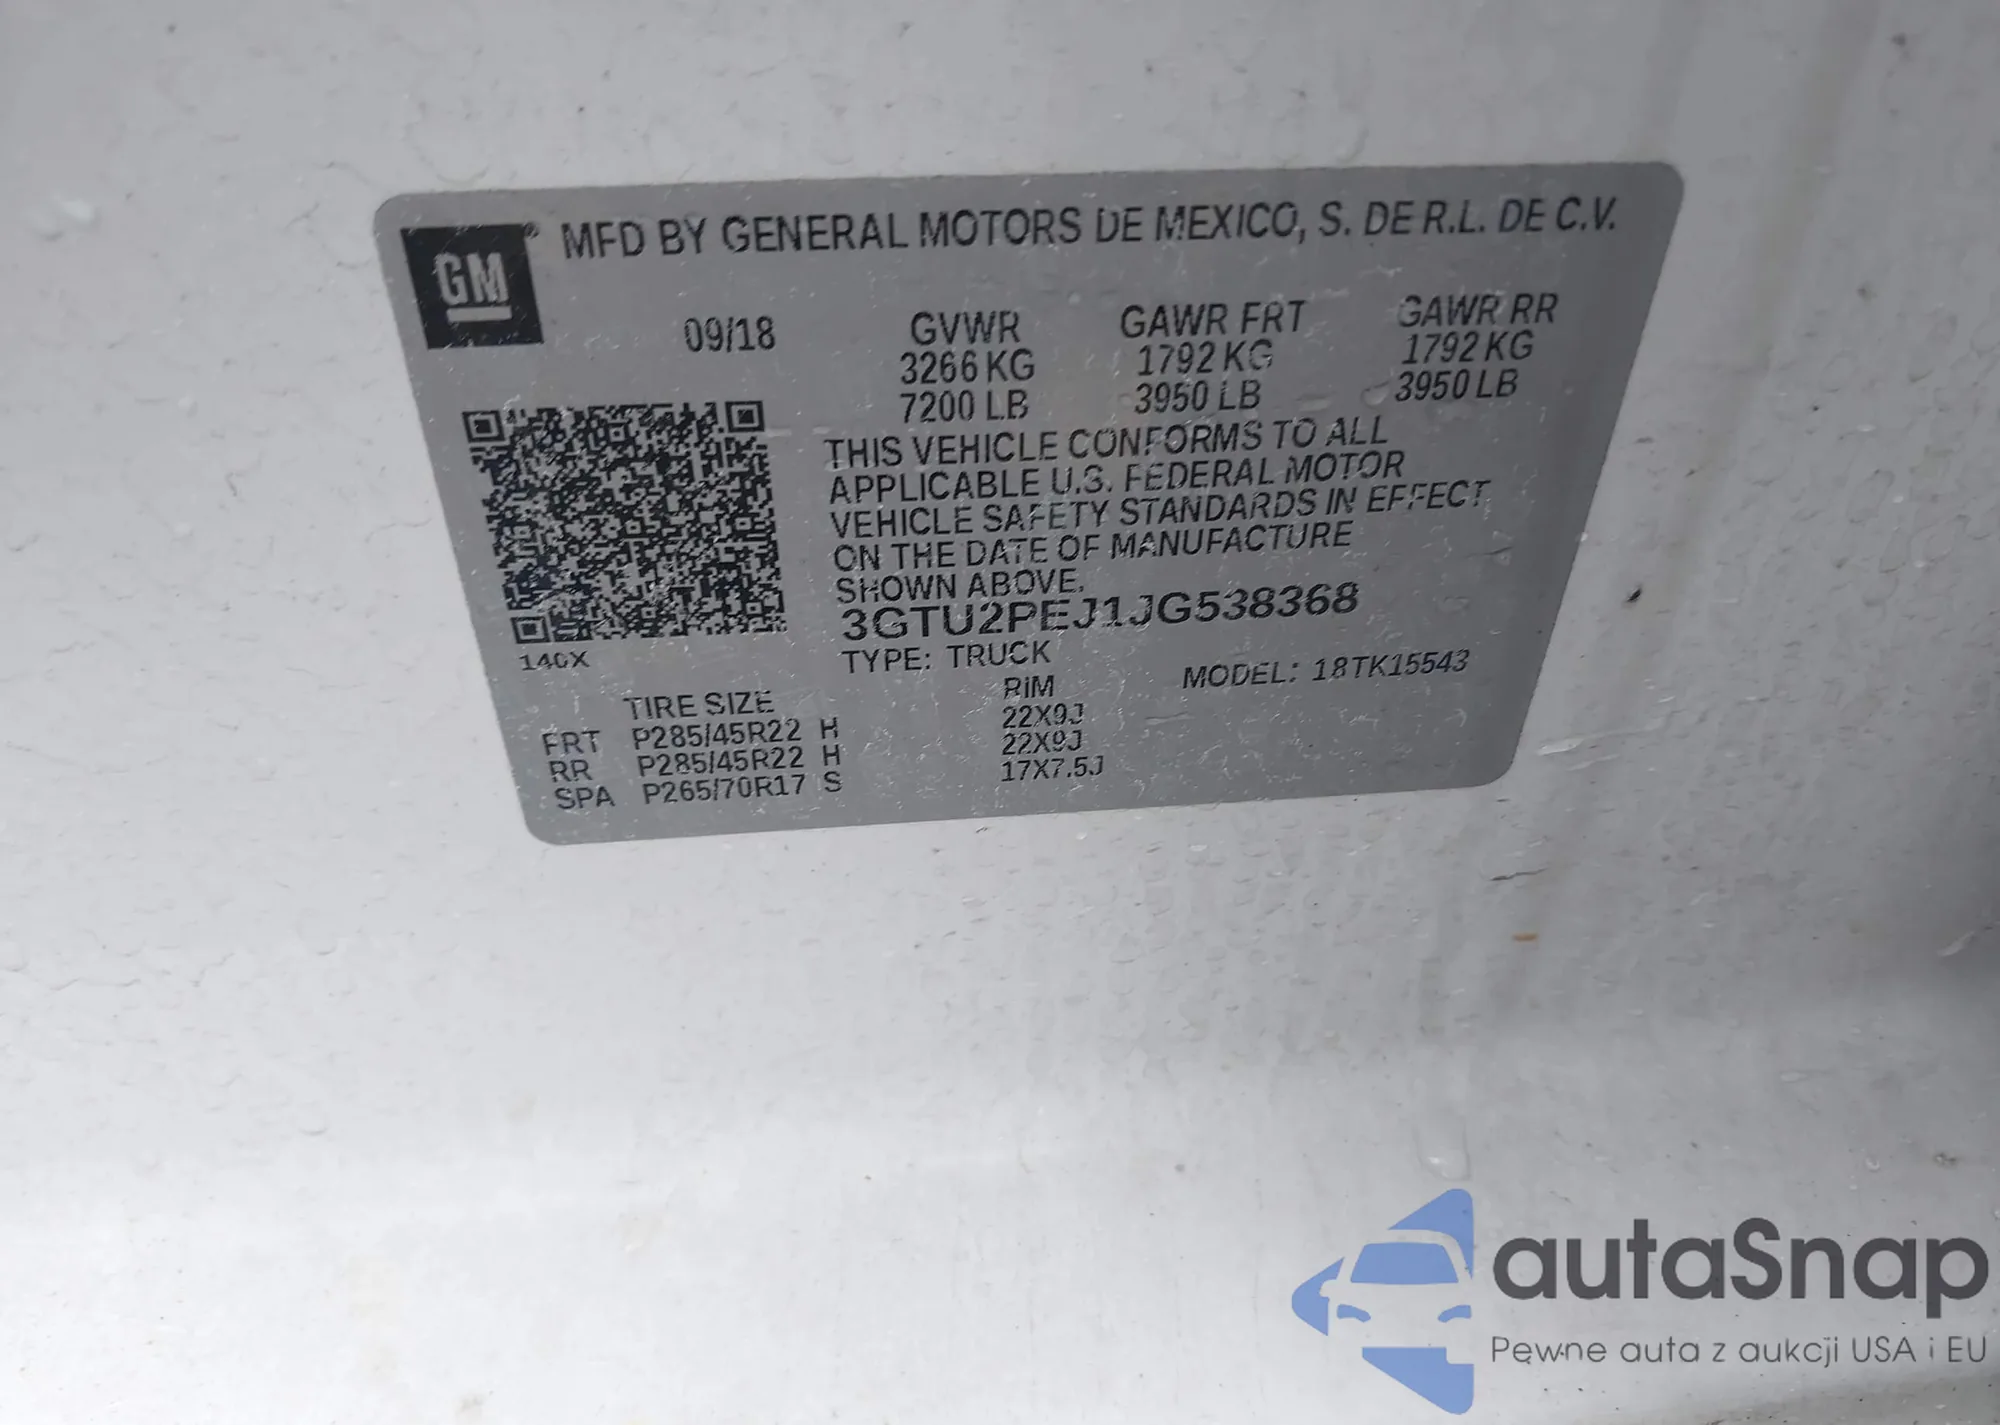 GM® MFD BY GENERAL MOTORS DE MEXICO, S. DE R.L. DE C.V.
09/18 GVWR GAWR FRT GAWR RR
3266 KG 1792 KG 1792 KG
7200 LB 3950 LB 3950 LB
THIS VEHICLE CONFORMS TO ALL
APPLICABLE U.S. FEDERAL MOTOR
VEHICLE SAFETY STANDARDS IN EFFECT
ON THE DATE OF MANUFACTURE
SHOWN ABOVE.
3GTU2PEJ1JG538368
140X TYPE: TRUCK MODEL: 18TK15543
TIRE SIZE RIM
FRT P285/45R22 H 22X9J
RR P285/45R22 H 22X9J
SPA P265/70R17 S 17X7.5J
autaSnap
Pewne auta z aukcji USA i EU